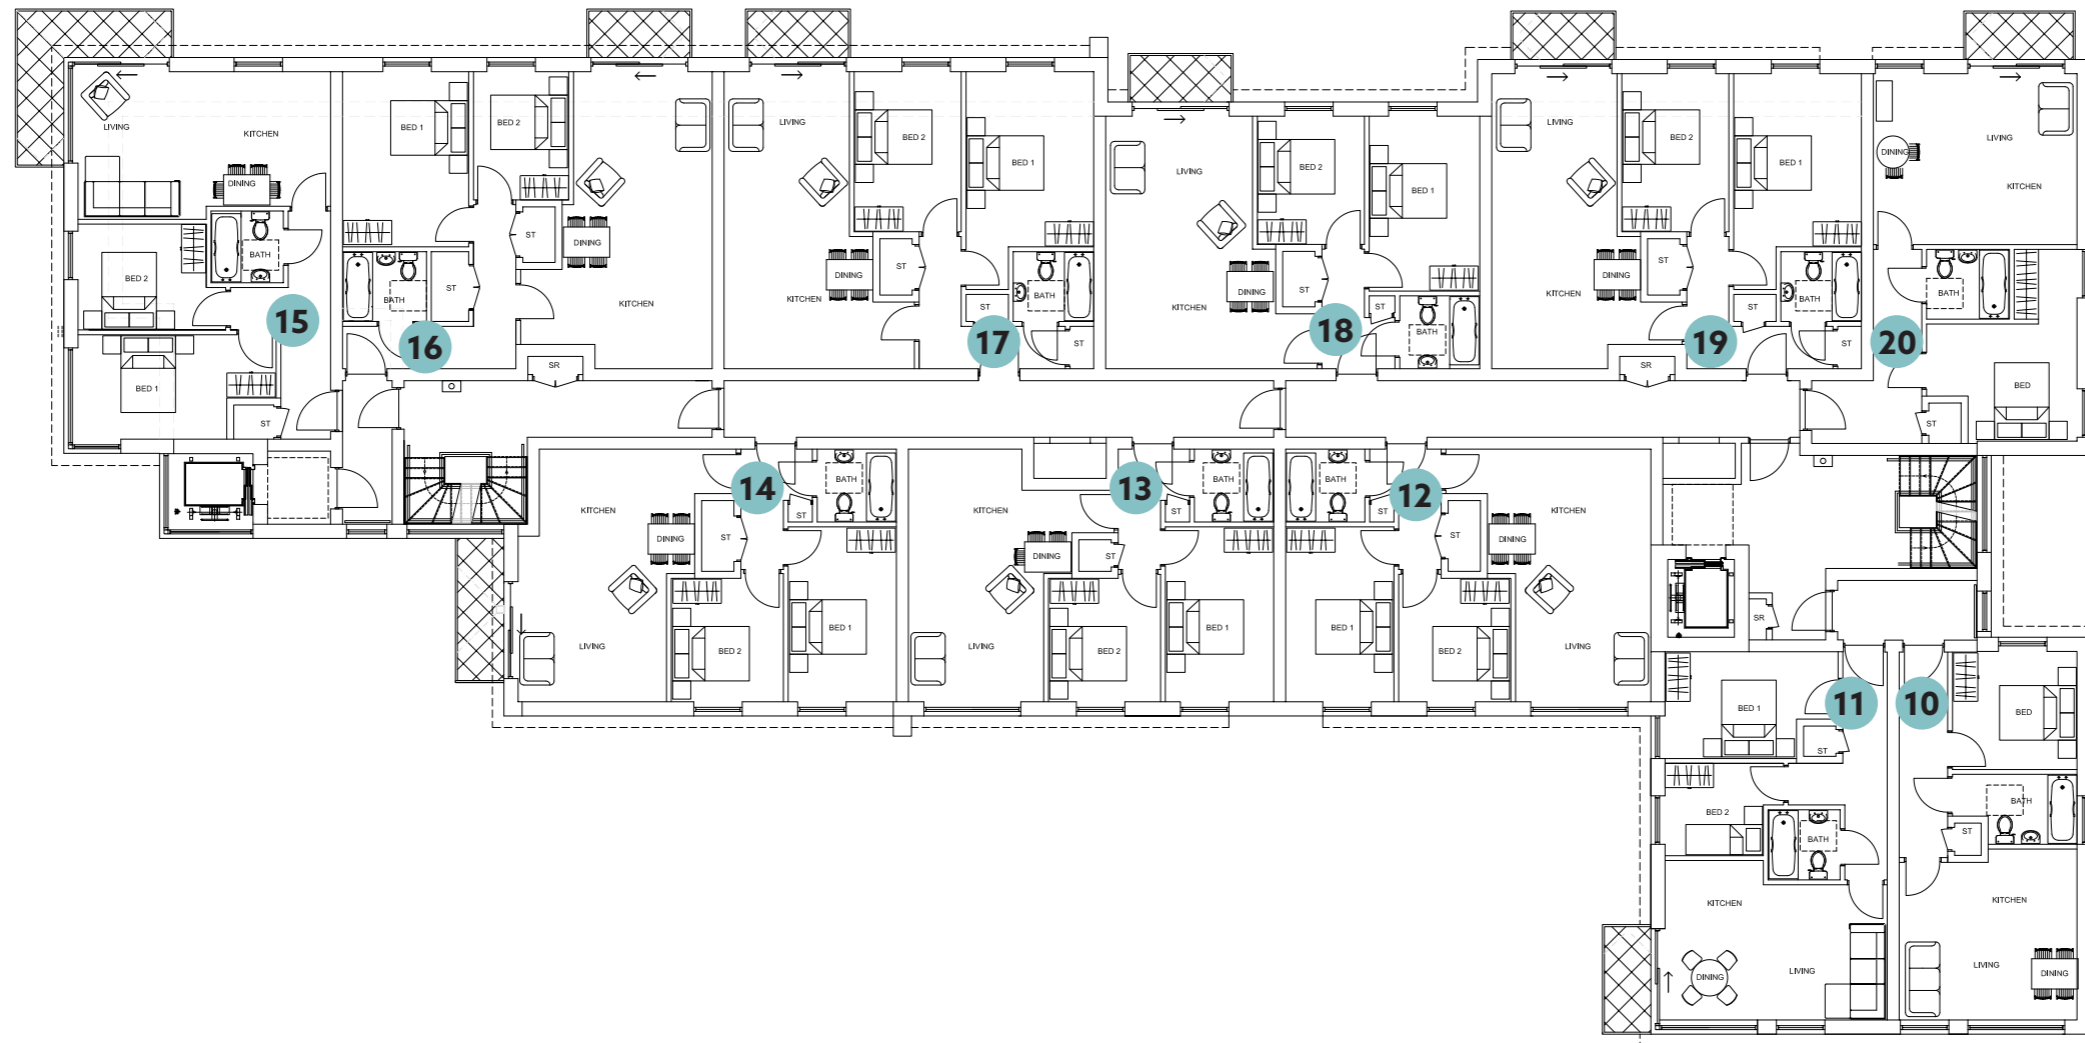 LIVING
KITCHEN
DINING
BATH
BED 2
BED 1
ST
15
BED 1
BED 2
ST
DINING
BATH
ST
KITCHEN
16
SR
LIVING
BED 2
BED 1
DINING
ST
KITCHEN
ST
BATH
17
ST
LIVING
BED 2
BED 1
DINING
ST
KITCHEN
ST
BATH
18
LIVING
BED 2
BED 1
DINING
ST
KITCHEN
ST
BATH
19
ST
SR
LIVING
DINING
KITCHEN
BATH
20
BED
ST
14
BATH
KITCHEN
ST
DINING
ST
BED 1
LIVING
BED 2
13
BATH
KITCHEN
ST
DINING
ST
BED 1
LIVING
BED 2
BATH
12
ST
KITCHEN
ST
DINING
BED 1
BED 2
LIVING
SR
BED 1
11
ST
BED 2
BATH
KITCHEN
DINING
LIVING
10
BED
BATH
ST
KITCHEN
LIVING
DINING